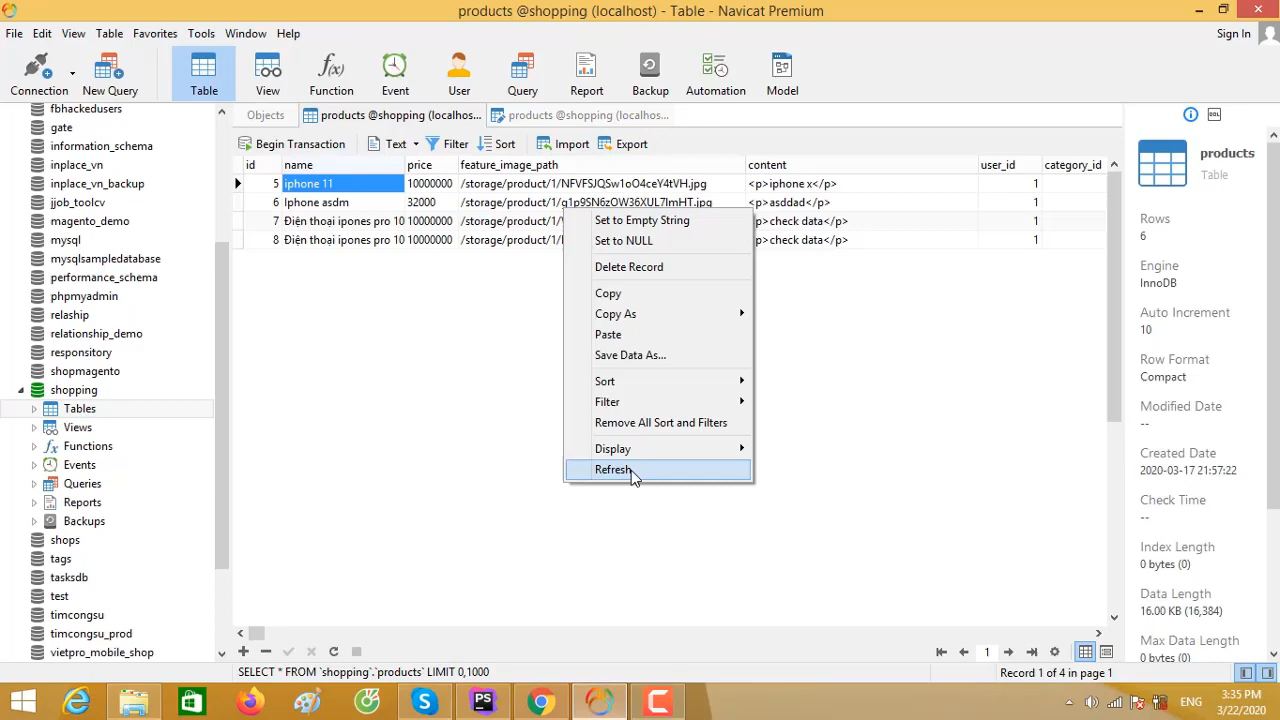 products @shopping (localhost) - Table - Navicat Premium
File Edit View Table Favorites Tools Window Help
Sign In
Connection New Query Table View Function Event User Query Report Backup Automation Model
f(x)
Objects products @shopping (localhos... products @shopping (localhos...
Begin Transaction Text Filter Sort Import Export
fbhackedusers
gate
information_schema
inplace_vn
inplace_vn_backup
jjob_toolcv
magento_demo
mysql
mysqlsampledatabase
performance_schema
phpmyadmin
relaship
relationship_demo
responsitory
shopmagento
shopping
Tables
Views
Functions
Events
Queries
Reports
Backups
shops
tags
tasksdb
test
timcongsu
timcongsu_prod
vietpro_mobile_shop
id name price feature_image_path content user_id category_id
5 iphone 11 10000000 /storage/product/1/NFVFSJQSw1oO4ceY4tVH.jpg <p>iphone x</p> 1
6 Iphone asdm 32000 /storage/product/1/g1p9SN6zOW36XUL7ImHT.jpg <p>asddad</p> 1
7 Điện thoại ipones pro 10 10000000 /storage/product/1/ p>check data</p> 1
8 Điện thoại ipones pro 10 10000000 /storage/product/1/ p>check data</p> 1
Set to Empty String
Set to NULL
Delete Record
Copy
Copy As
Paste
Save Data As...
Sort
Filter
Remove All Sort and Filters
Display
Refresh
products
Table
Rows
6
Engine
InnoDB
Auto Increment
10
Row Format
Compact
Modified Date
--
Created Date
2020-03-17 21:57:22
Check Time
--
Index Length
0 bytes (0)
Data Length
16.00 KB (16,384)
Max Data Length
0 bytes (0)
1
SELECT * FROM `shopping`.`products` LIMIT 0,1000
Record 1 of 4 in page 1
ENG
3:35 PM
3/22/2020